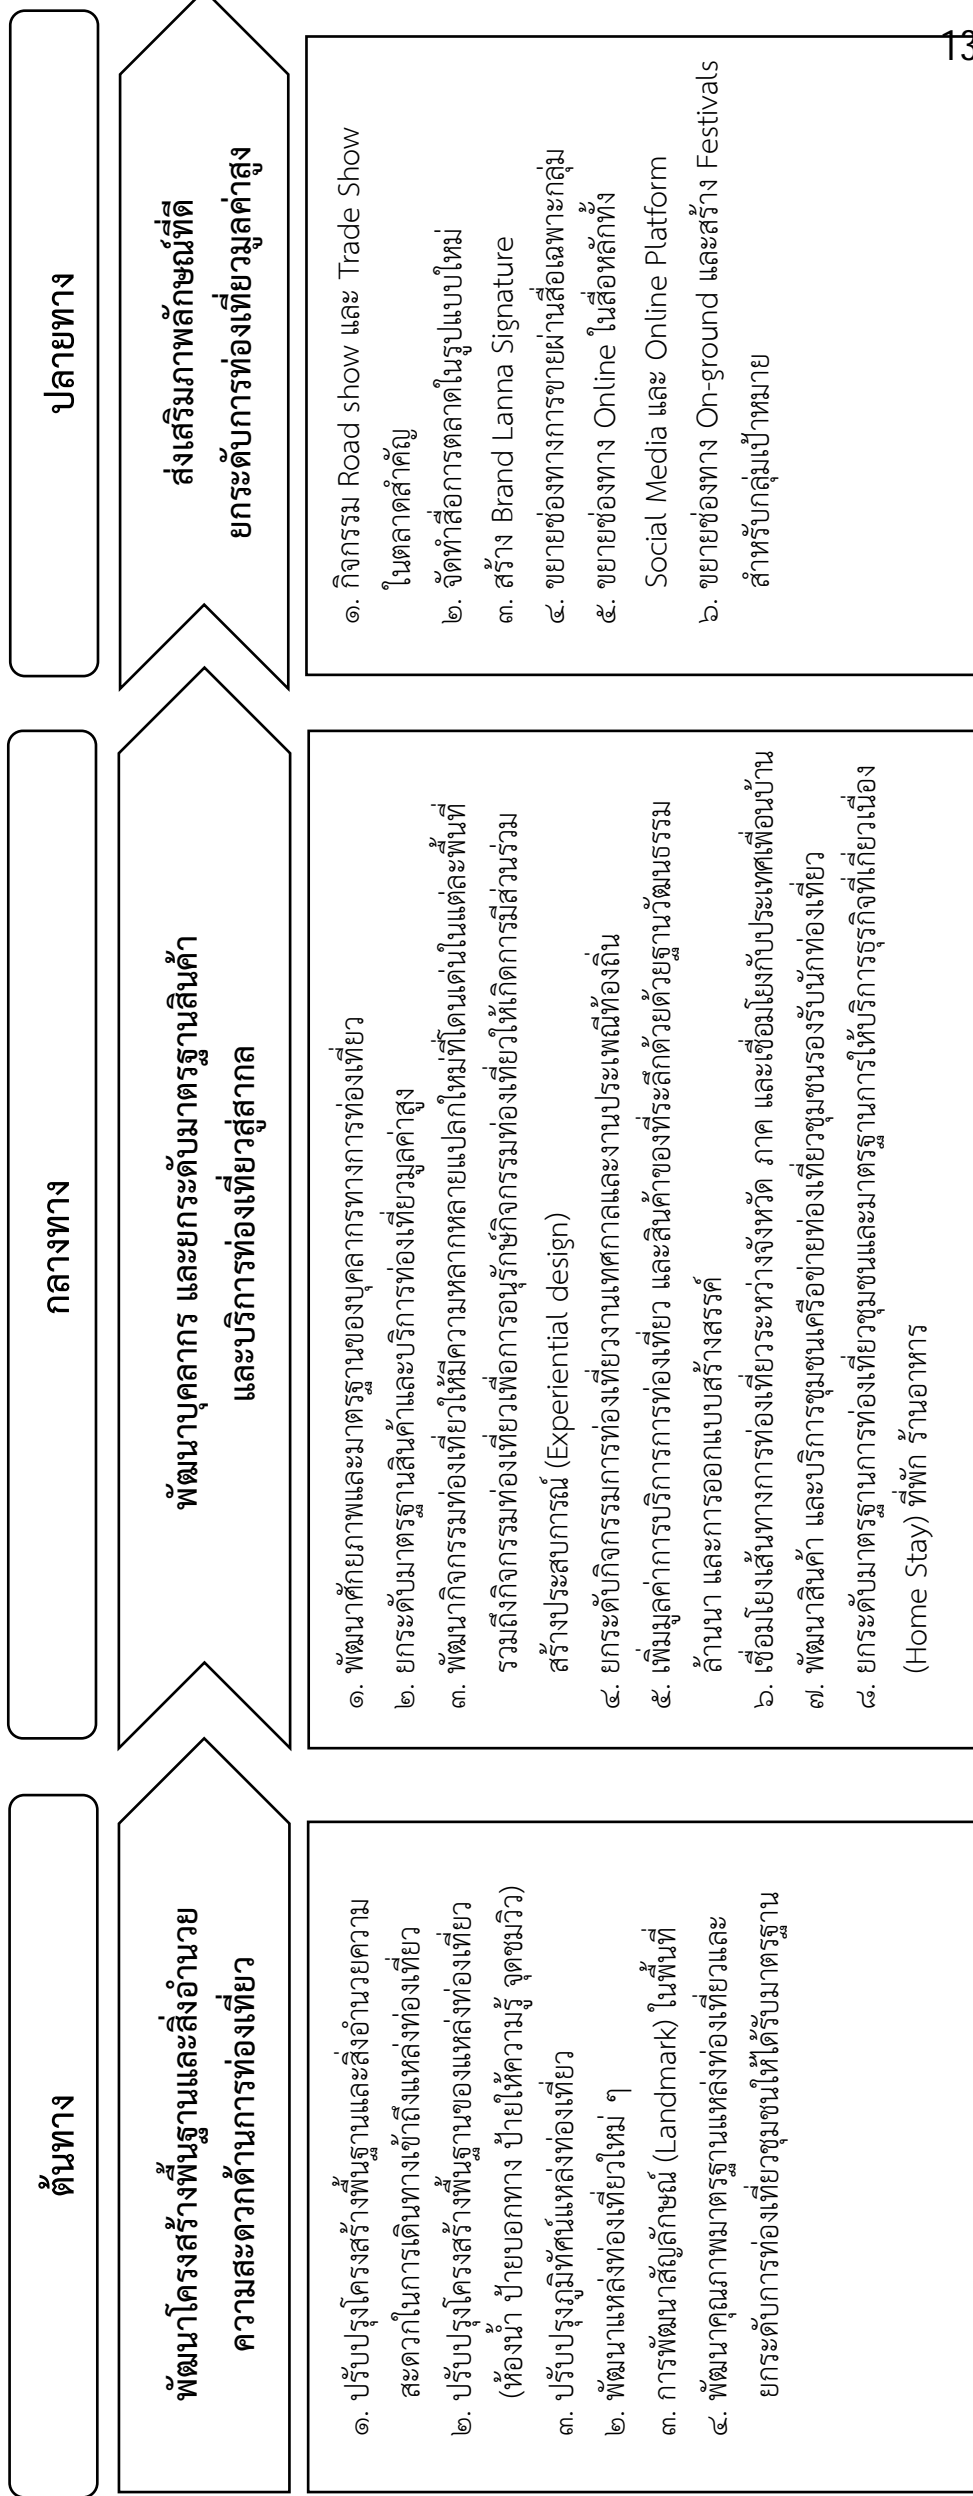 13
ต้นทาง
พัฒนาโครงสร้างพื้นฐานและสิ่งอำนวย
ความสะดวกด้านการท่องเที่ยว
๑. ปรับปรุงโครงสร้างพื้นฐานและสิ่งอำนวยความ
สะดวกในการเดินทางเข้าถึงแหล่งท่องเที่ยว
๒. ปรับปรุงโครงสร้างพื้นฐานของแหล่งท่องเที่ยว
(ห้องน้ำ ป้ายบอกทาง ป้ายให้ความรู้ จุดชมวิว)
๓. ปรับปรุงภูมิทัศน์แหล่งท่องเที่ยว
๒. พัฒนาแหล่งท่องเที่ยวใหม่ ๆ
๓. การพัฒนาสัญลักษณ์ (Landmark) ในพื้นที่
๔. พัฒนาคุณภาพมาตรฐานแหล่งท่องเที่ยวและ
ยกระดับการท่องเที่ยวชุมชนให้ได้รับมาตรฐาน
กลางทาง
พัฒนาบุคลากร และยกระดับมาตรฐานสินค้า
และบริการท่องเที่ยวสู่สากล
๑. พัฒนาศักยภาพและมาตรฐานของบุคลากรทางการท่องเที่ยว
๒. ยกระดับมาตรฐานสินค้าและบริการท่องเที่ยวมูลค่าสูง
๓. พัฒนากิจกรรมท่องเที่ยวให้มีความหลากหลายแปลกใหม่ที่โดนเด่นในแต่ละพื้นที่
รวมถึงกิจกรรมท่องเที่ยวเพื่อการอนุรักษ์กิจกรรมท่องเที่ยวให้เกิดการมีส่วนร่วม
สร้างประสบการณ์ (Experiential design)
๔. ยกระดับกิจกรรมการท่องเที่ยวงานเทศกาลและงานประเพณีท้องถิ่น
๕. เพิ่มมูลค่าการบริการการท่องเที่ยว และสินค้าของที่ระลึกด้วยด้วยฐานวัฒนธรรม
ล้านนา และการออกแบบสร้างสรรค์
๖. เชื่อมโยงเส้นทางการท่องเที่ยวระหว่างจังหวัด ภาค และเชื่อมโยงกับประเทศเพื่อนบ้าน
๗. พัฒนาสินค้า และบริการชุมชนเครือข่ายท่องเที่ยวชุมชนรองรับนักท่องเที่ยว
๘. ยกระดับมาตรฐานการท่องเที่ยวชุมชนและมาตรฐานการให้บริการธุรกิจที่เกี่ยวเนื่อง
(Home Stay) ที่พัก ร้านอาหาร
ปลายทาง
ส่งเสริมภาพลักษณ์ที่ดี
ยกระดับการท่องเที่ยวมูลค่าสูง
๑. กิจกรรม Road show และ Trade Show
ในตลาดสำคัญ
๒. จัดทำสื่อการตลาดในรูปแบบใหม่
๓. สร้าง Brand Lanna Signature
๔. ขยายช่องทางการขายผ่านสื่อเฉพาะกลุ่ม
๕. ขยายช่องทาง Online ในสื่อหลักทั้ง
Social Media และ Online Platform
๖. ขยายช่องทาง On-ground และสร้าง Festivals
สำหรับกลุ่มเป้าหมาย